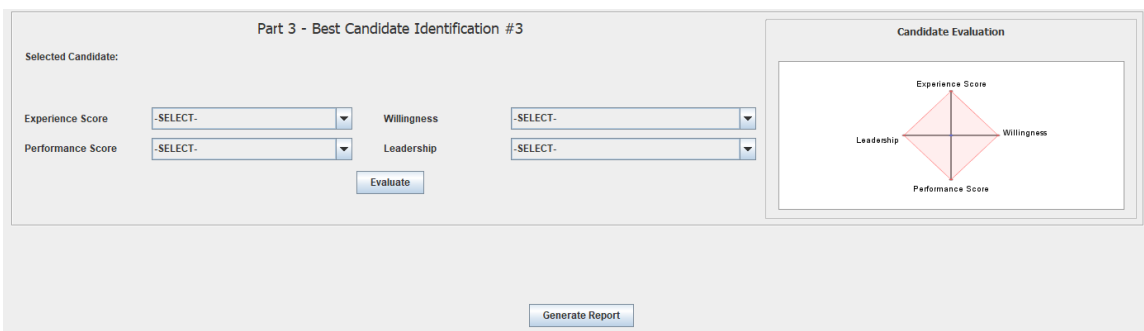 Part 3 - Best Candidate Identification #3
Selected Candidate:
Experience Score -SELECT- Willingness -SELECT-
Performance Score -SELECT- Leadership -SELECT-
Evaluate
Candidate Evaluation
Experience Score
Leadership Willingness
Performance Score
Generate Report